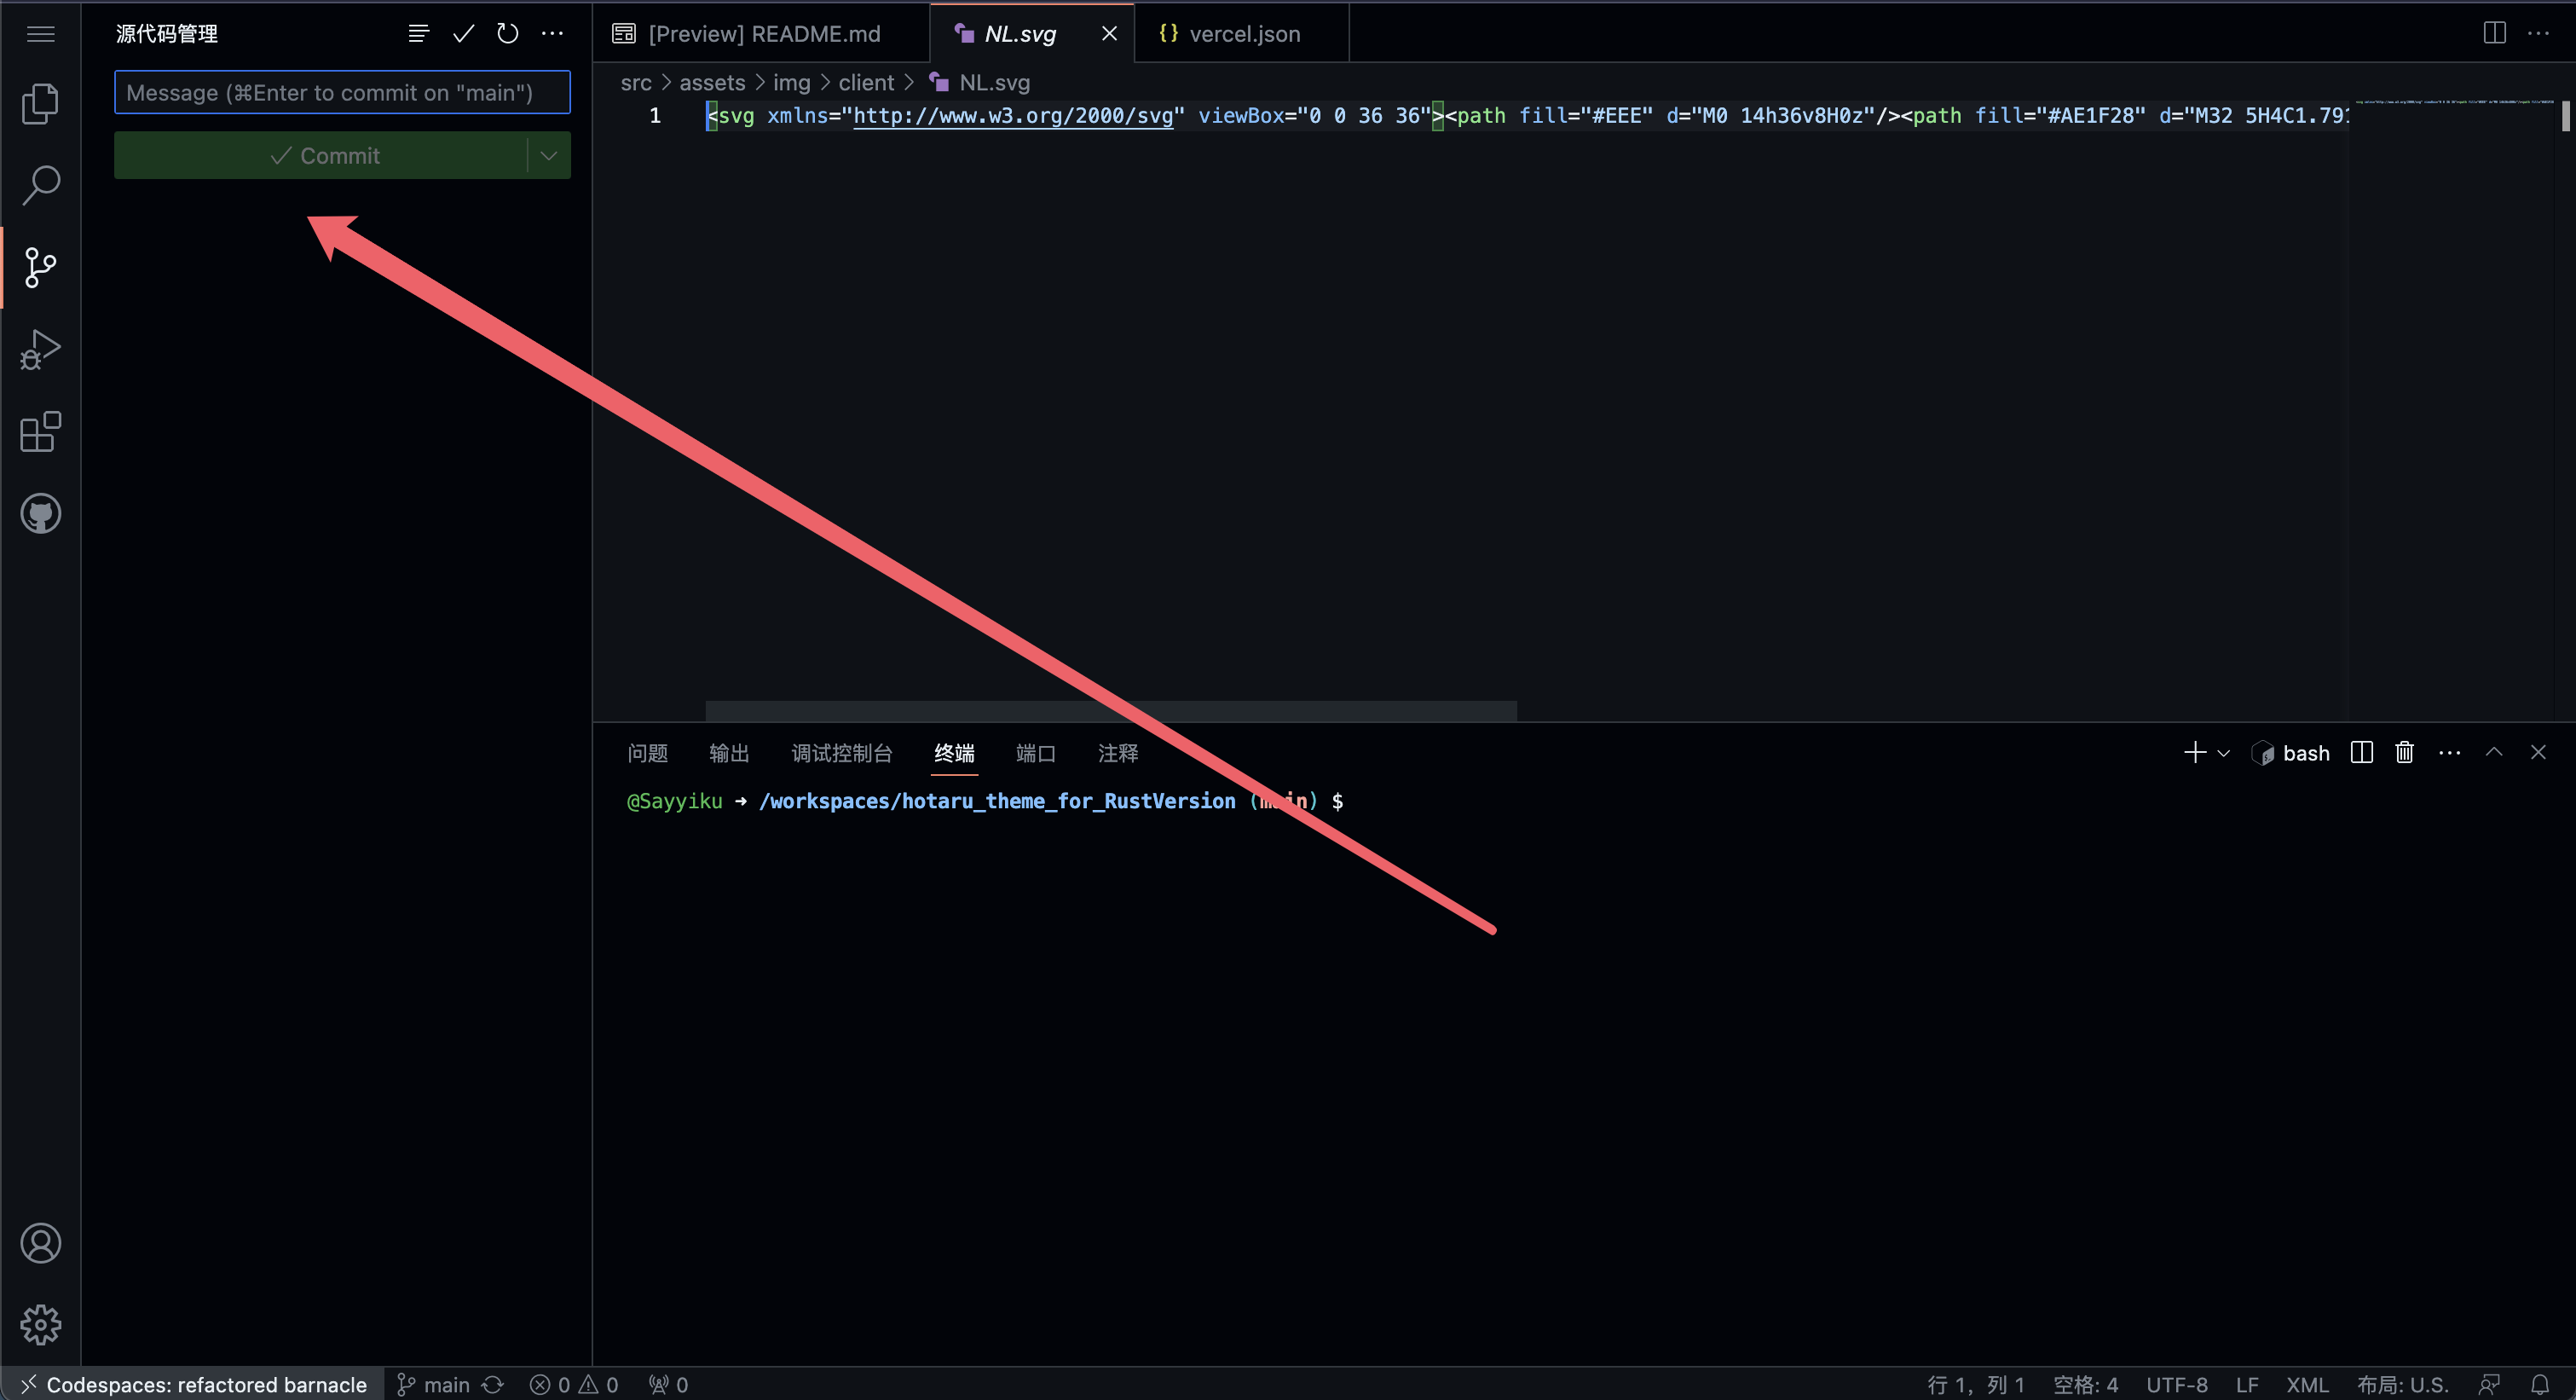 源代码管理
Message (⌘Enter to commit on "main")
Commit
[Preview] README.md
NL.svg
{} vercel.json
src > assets > img > client > NL.svg
1 <svg xmlns="http://www.w3.org/2000/svg" viewBox="0 0 36 36"><path fill="#EEE" d="M0 14h36v8H0z"/><path fill="#AE1F28" d="M32 5H4C1.791
问题 输出 调试控制台 终端 端口 注释
bash
@Sayyiku → /workspaces/hotaru_theme_for_RustVersion (main) $
Codespaces: refactored barnacle main 0 0 0
行 1, 列 1 空格: 4 UTF-8 LF XML 布局: U.S.